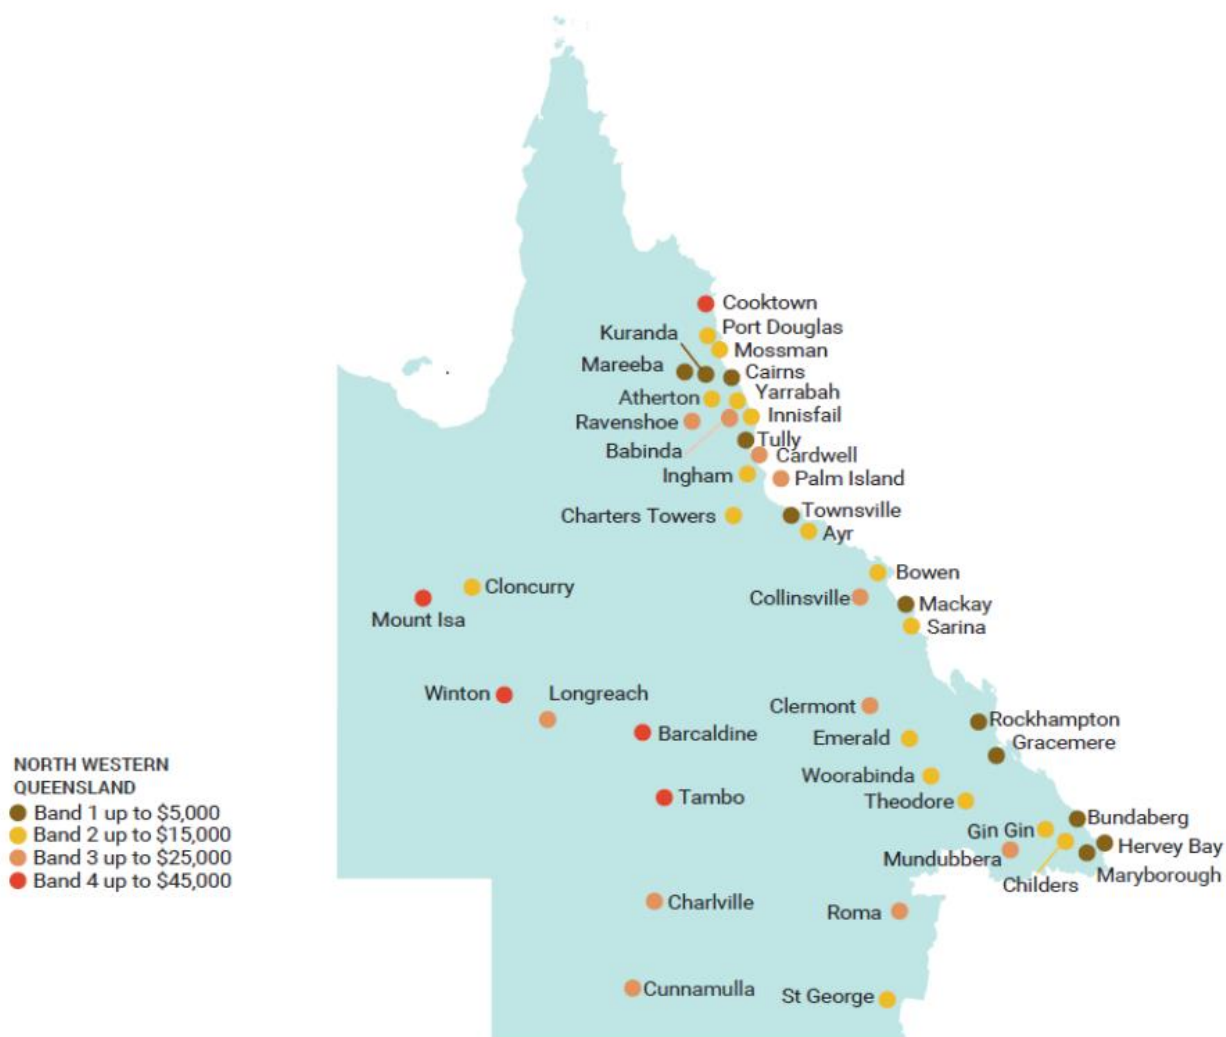 Cooktown
Port Douglas
Kuranda
Mossman
Mareeba
Cairns
Atherton
Yarrabah
Ravenshoe
Innisfail
Babinda
Tully
Cardwell
Ingham
Palm Island
Charters Towers
Townsville
Ayr
Bowen
Cloncurry
Collinsville
Mackay
Mount Isa
Sarina
Winton
Longreach
Clermont
Rockhampton
Barcaldine
Emerald
Gracemere
NORTH WESTERN
QUEENSLAND
Band 1 up to $5,000
Band 2 up to $15,000
Band 3 up to $25,000
Band 4 up to $45,000
Woorabinda
Tambo
Theodore
Bundaberg
Gin Gin
Hervey Bay
Mundubbera
Maryborough
Childers
Charlville
Roma
Cunnamulla
St George